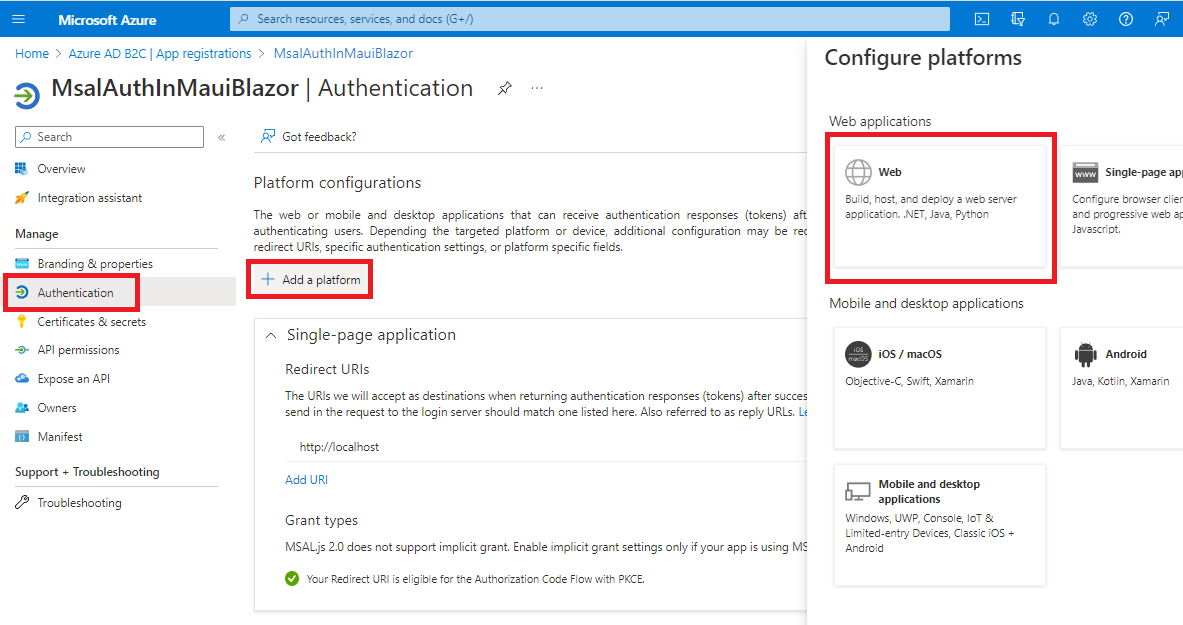 Microsoft Azure
Search resources, services, and docs (G+/)
Home > Azure AD B2C | App registrations > MsalAuthInMauiBlazor
MsalAuthInMauiBlazor | Authentication
Search
Overview
Integration assistant
Manage
Branding & properties
Authentication
Certificates & secrets
API permissions
Expose an API
Owners
Manifest
Support + Troubleshooting
Troubleshooting
Got feedback?
Platform configurations
The web or mobile and desktop applications that can receive authentication responses (tokens) aft
authenticating users. Depending the targeted platform or device, additional configuration may be rec
redirect URIs, specific authentication settings, or platform specific fields.
Add a platform
Single-page application
Redirect URIs
The URIs we will accept as destinations when returning authentication responses (tokens) after succes
send in the request to the login server should match one listed here. Also referred to as reply URLs. Le
http://localhost
Add URI
Grant types
MSAL.js 2.0 does not support implicit grant. Enable implicit grant settings only if your app is using MS
Your Redirect URI is eligible for the Authorization Code Flow with PKCE.
Configure platforms
Web applications
Web
Build, host, and deploy a web server
application. .NET, Java, Python
www
Single-page ap
Configure browser clier
and progressive web ap
Javascript.
Mobile and desktop applications
iOS
macOS
iOS / macOS
Objective-C, Swift, Xamarin
Android
Java, Kotlin, Xamarin
Mobile and desktop
applications
Windows, UWP, Console, IoT &
Limited-entry Devices, Classic iOS +
Android